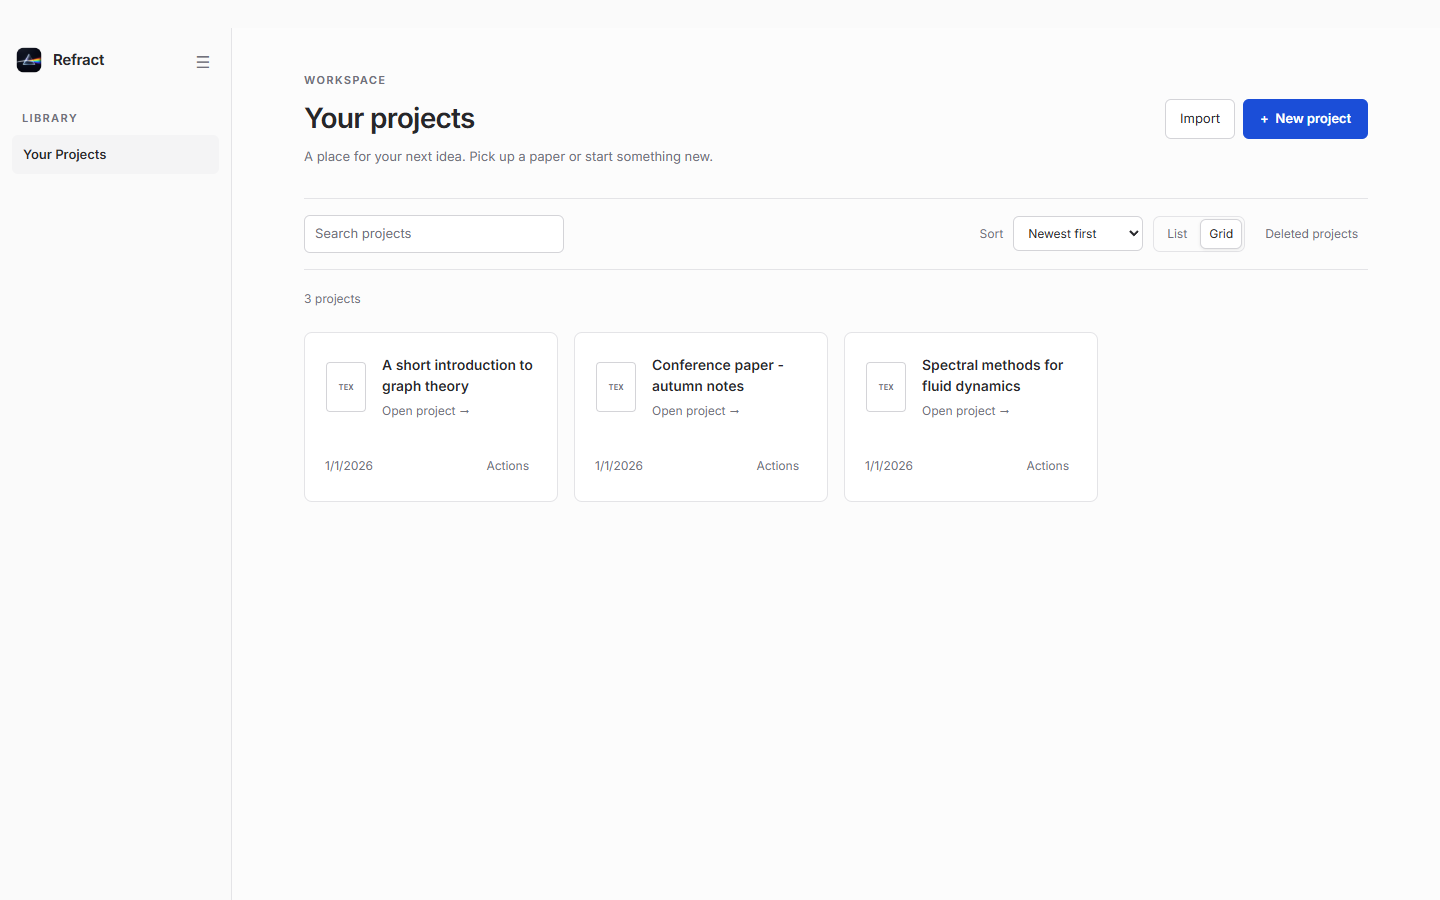 Refract
☰
LIBRARY
Your Projects
WORKSPACE
Your projects
A place for your next idea. Pick up a paper or start something new.
Import
+ New project
Search projects
Sort
Newest first
List
Grid
Deleted projects
3 projects
TEX
A short introduction to
graph theory
Open project →
1/1/2026
Actions
TEX
Conference paper -
autumn notes
Open project →
1/1/2026
Actions
TEX
Spectral methods for
fluid dynamics
Open project →
1/1/2026
Actions